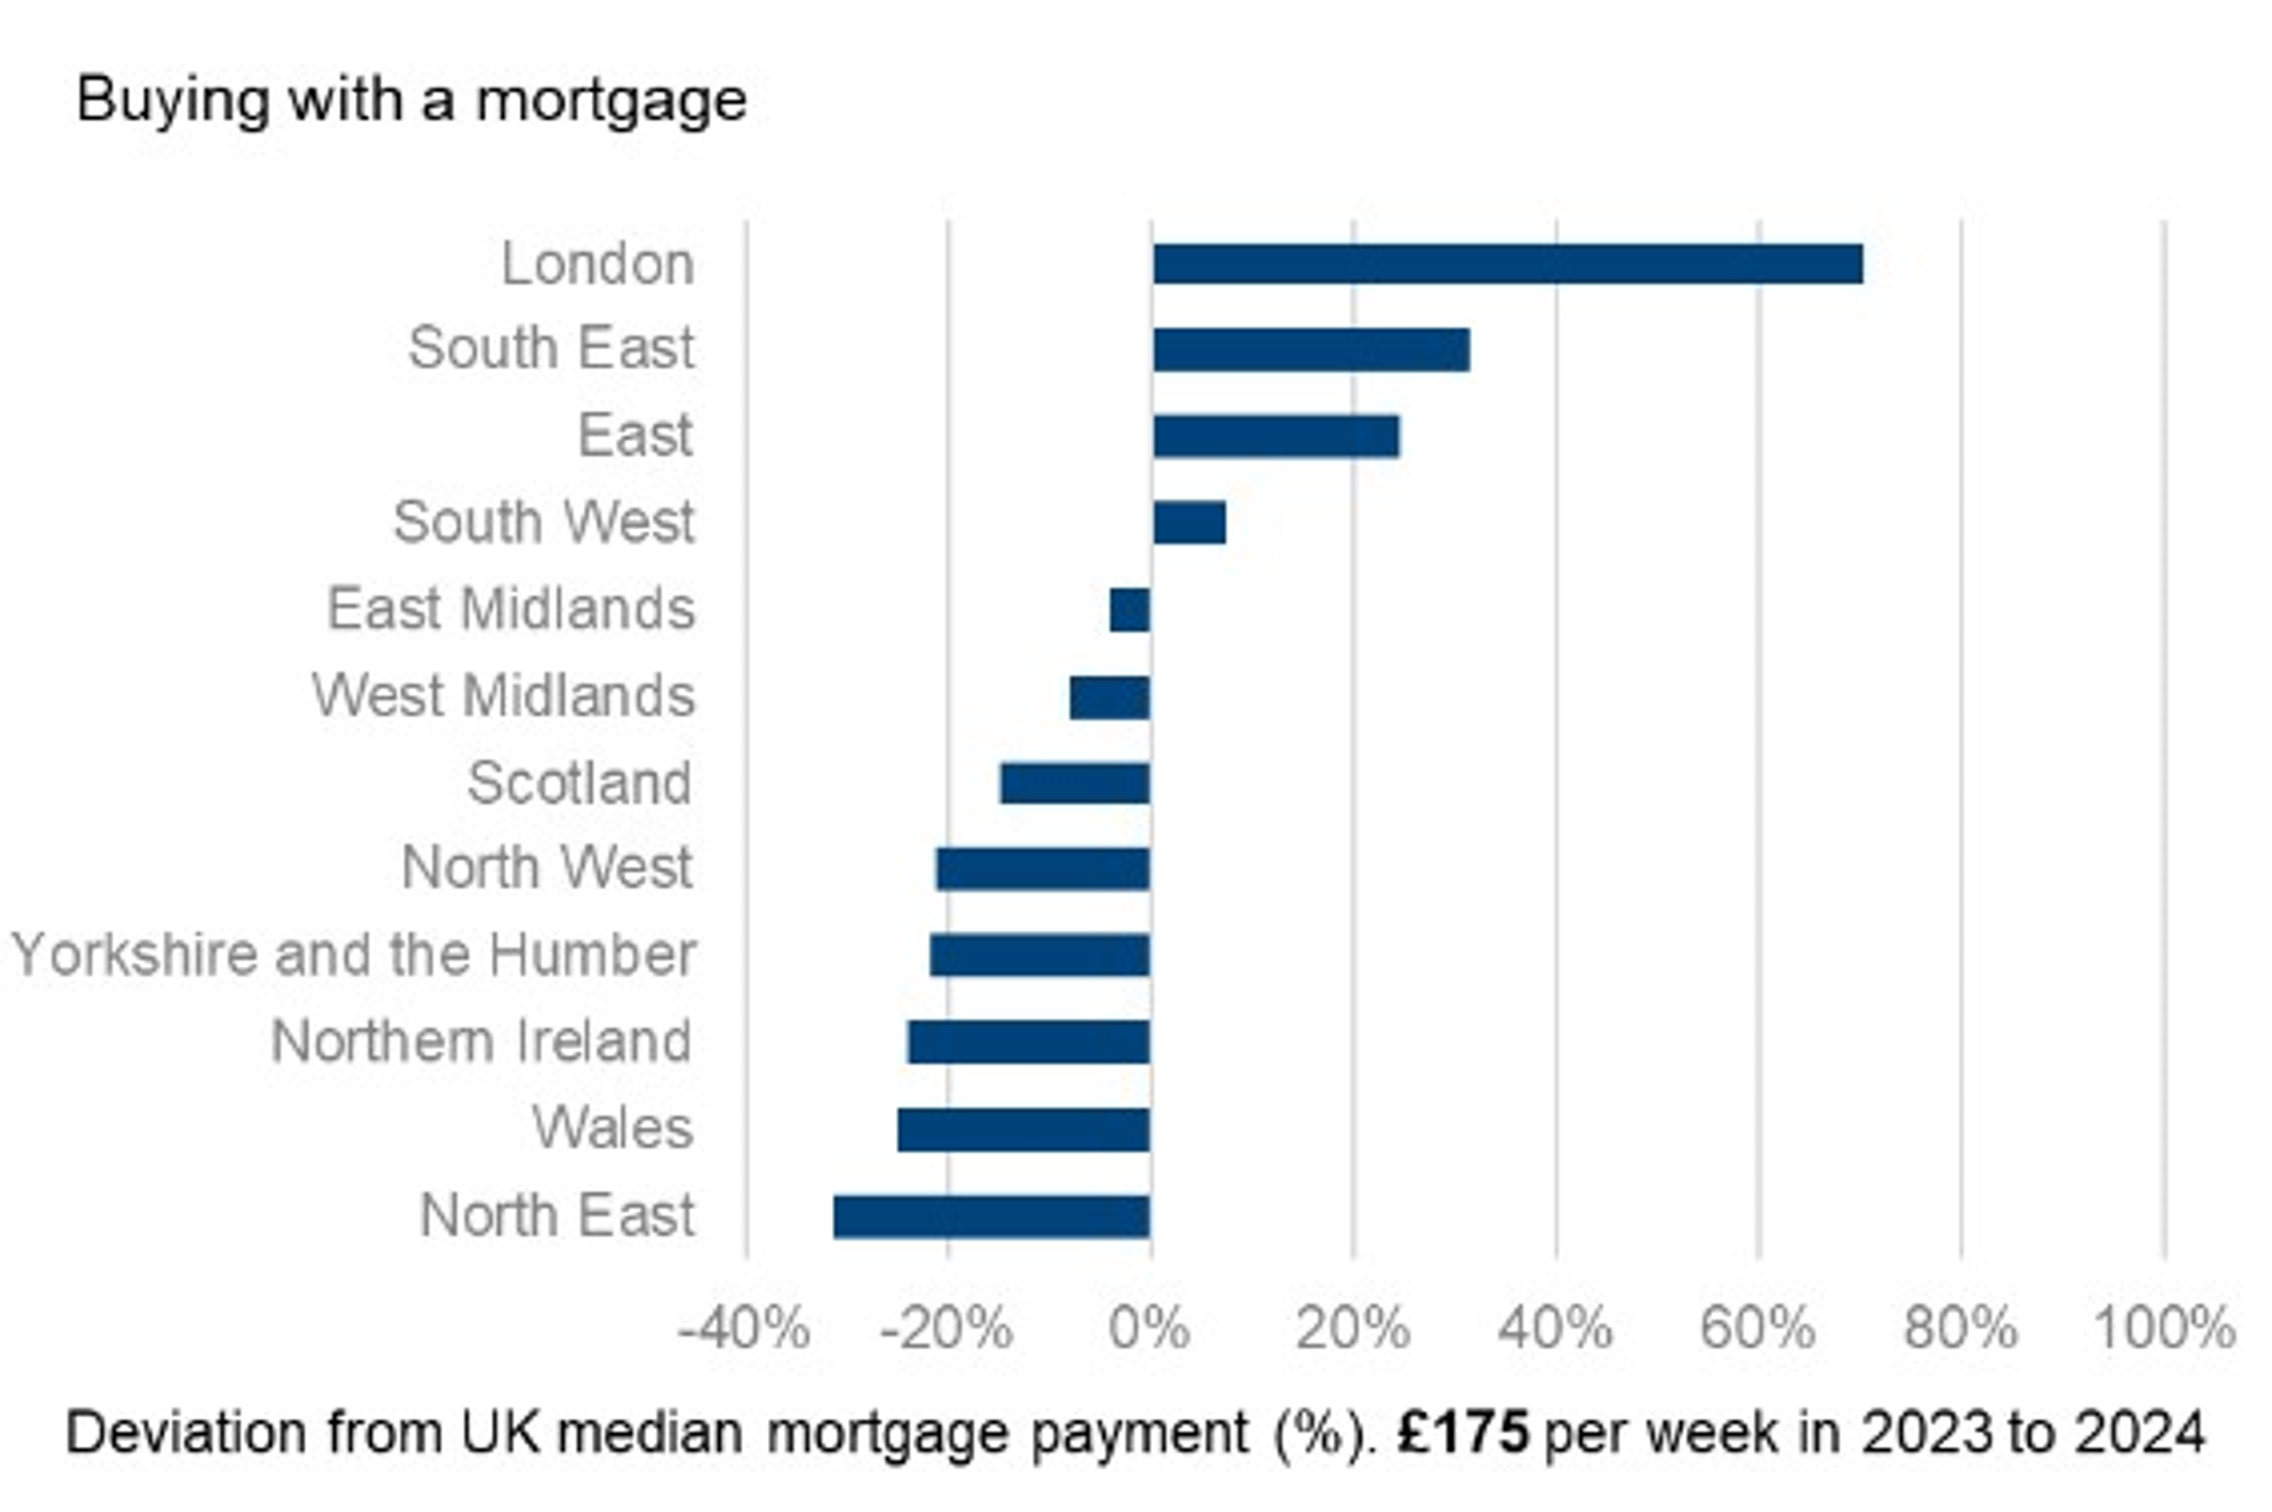 Buying with a mortgage
London
South East
East
South West
East Midlands
West Midlands
Scotland
North West
Yorkshire and the Humber
Northern Ireland
Wales
North East
-40% -20% 0% 20% 40% 60% 80% 100%
Deviation from UK median mortgage payment (%). £175 per week in 2023 to 2024